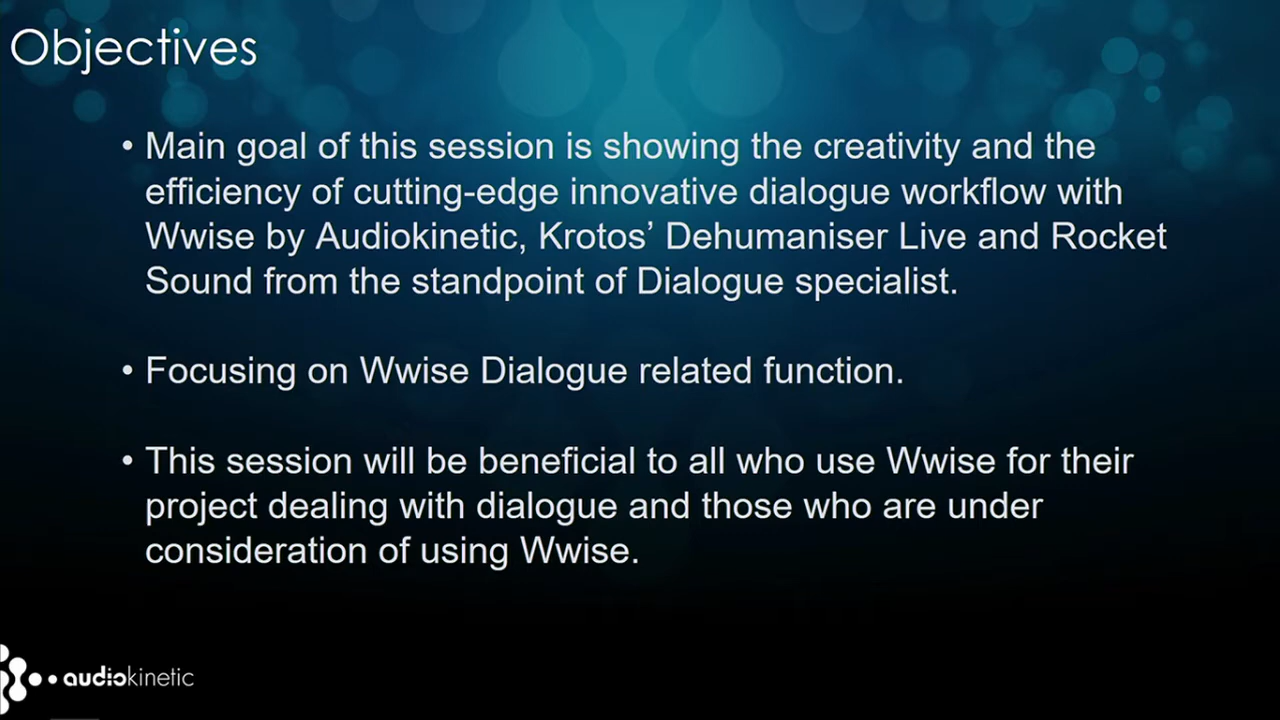 Objectives
• Main goal of this session is showing the creativity and the
efficiency of cutting-edge innovative dialogue workflow with
Wwise by Audiokinetic, Krotos’ Dehumaniser Live and Rocket
Sound from the standpoint of Dialogue specialist.
• Focusing on Wwise Dialogue related function.
• This session will be beneficial to all who use Wwise for their
project dealing with dialogue and those who are under
consideration of using Wwise.
audiokinetic